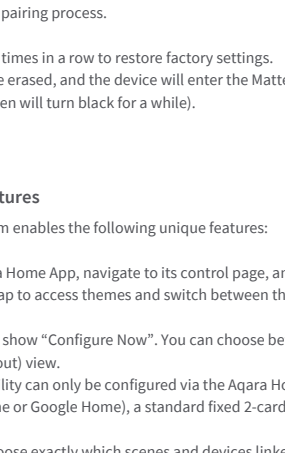 pairing process.
times in a row to restore factory settings.
e erased, and the device will enter the Matte
en will turn black for a while).
tures
m enables the following unique features:
a Home App, navigate to its control page, an
ap to access themes and switch between th
show “Configure Now”. You can choose be
out) view.
lity can only be configured via the Aqara Ho
ne or Google Home), a standard fixed 2-card
oose exactly which scenes and devices linke